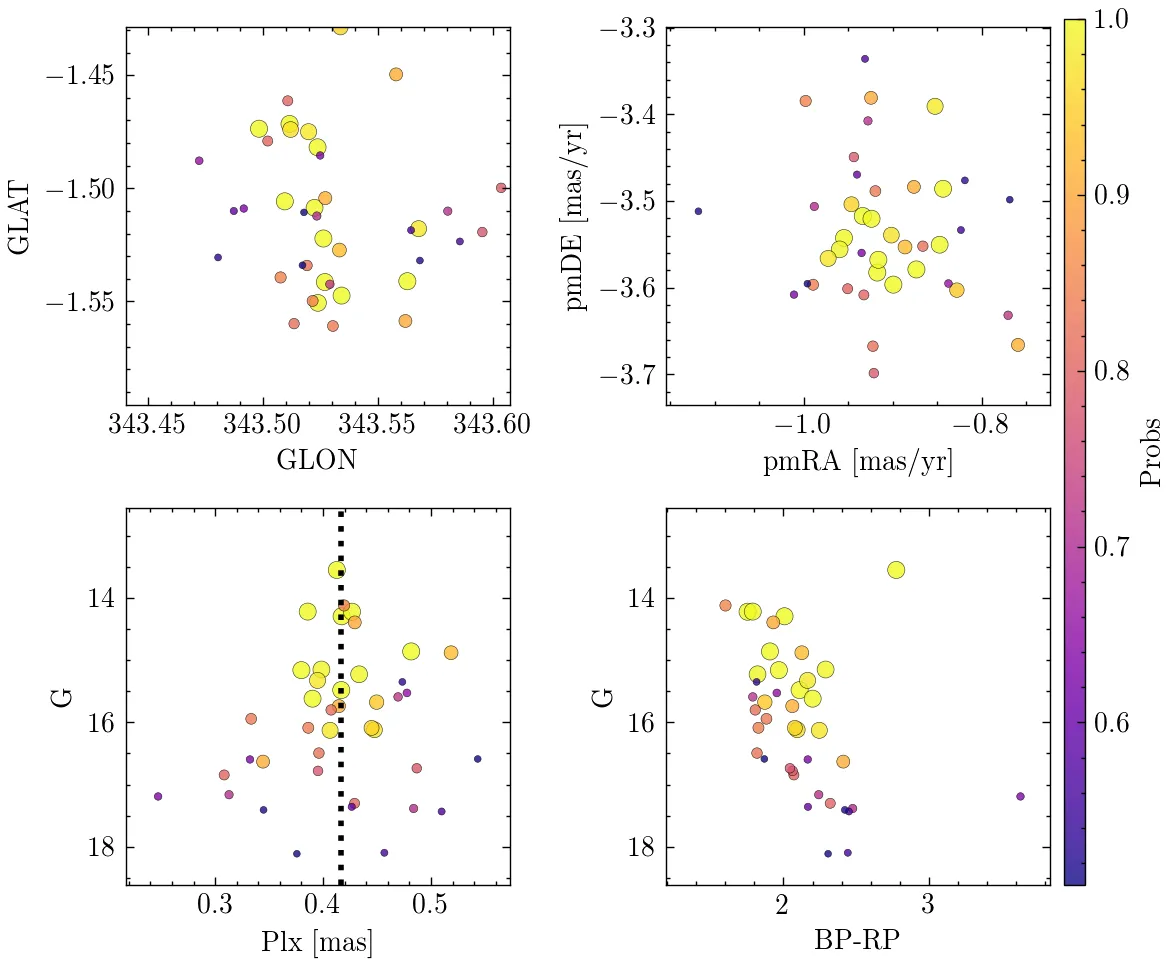 −1.45
−1.50
−1.55
GLAT
343.45 343.50 343.55 343.60
GLON
−3.3
−3.4
−3.5
−3.6
−3.7
pmDE [mas/yr]
−1.0 −0.8
pmRA [mas/yr]
14
16
18
G
0.3 0.4 0.5
Plx [mas]
14
16
18
G
2 3
BP-RP
1.0
0.9
0.8
0.7
0.6
Probs